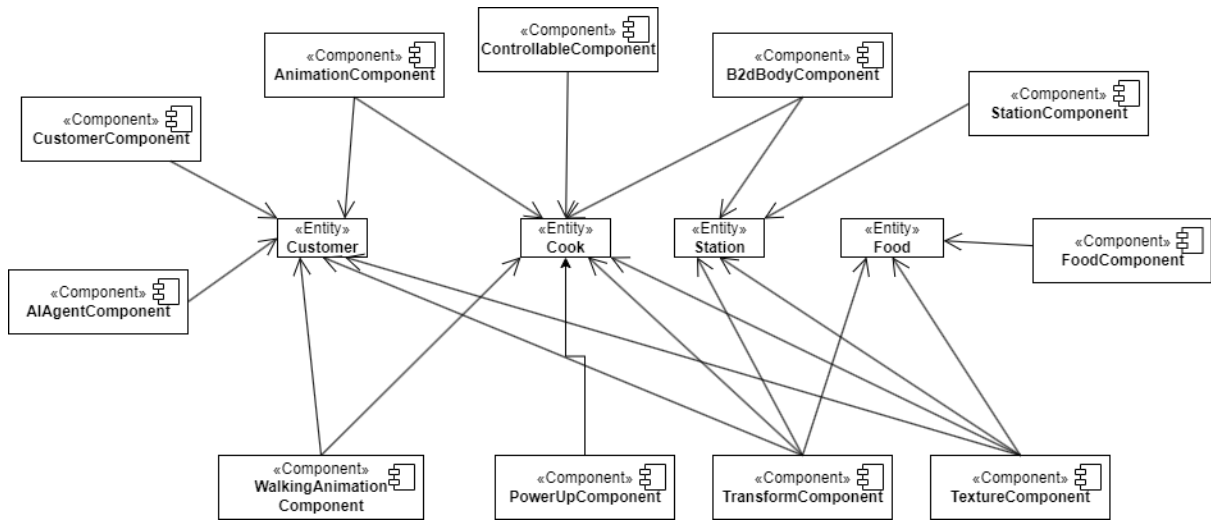 «Component»
ControllableComponent
«Component»
AnimationComponent
«Component»
B2dBodyComponent
«Component»
StationComponent
«Component»
CustomerComponent
«Entity»
Customer
«Entity»
Cook
«Entity»
Station
«Entity»
Food
«Component»
FoodComponent
«Component»
AIAgentComponent
«Component»
WalkingAnimation
Component
«Component»
PowerUpComponent
«Component»
TransformComponent
«Component»
TextureComponent